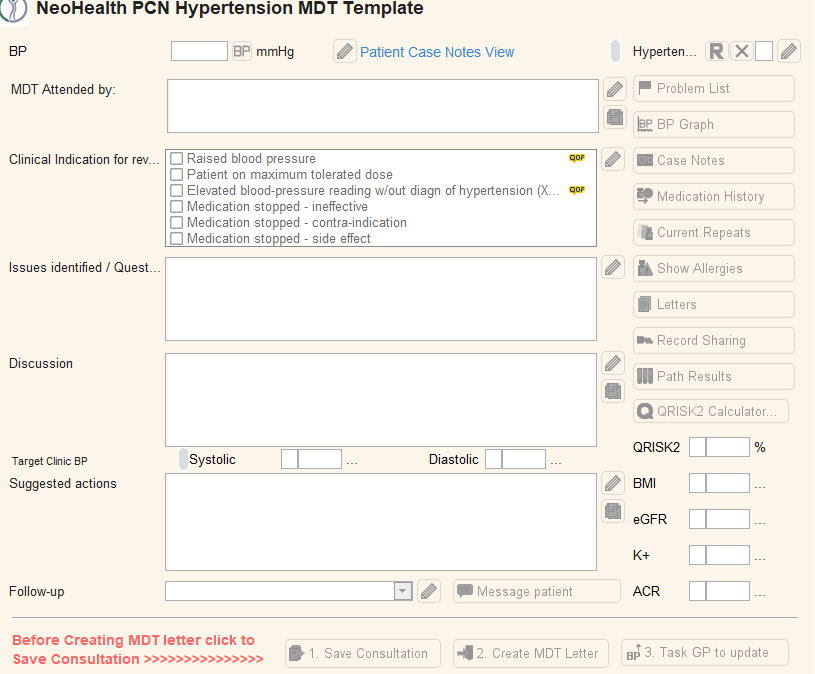 NeoHealth PCN Hypertension MDT Template
BP
BP mmHg
Patient Case Notes View
Hyperten... R
MDT Attended by:
Problem List
BP BP Graph
Clinical Indication for rev...
Raised blood pressure QOF
Patient on maximum tolerated dose
Elevated blood-pressure reading w/out diagn of hypertension (X... QOF
Medication stopped - ineffective
Medication stopped - contra-indication
Medication stopped - side effect
Case Notes
Medication History
Current Repeats
Issues identified / Quest...
Show Allergies
Letters
Record Sharing
Discussion
Path Results
Q QRISK2 Calculator...
Target Clinic BP
Systolic ...
Diastolic ...
QRISK2 %
Suggested actions
BMI ...
eGFR ...
K+ ...
Follow-up
Message patient
ACR ...
Before Creating MDT letter click to
Save Consultation >>>>>>>>>>>>>>>
1. Save Consultation
2. Create MDT Letter
BP 3. Task GP to update